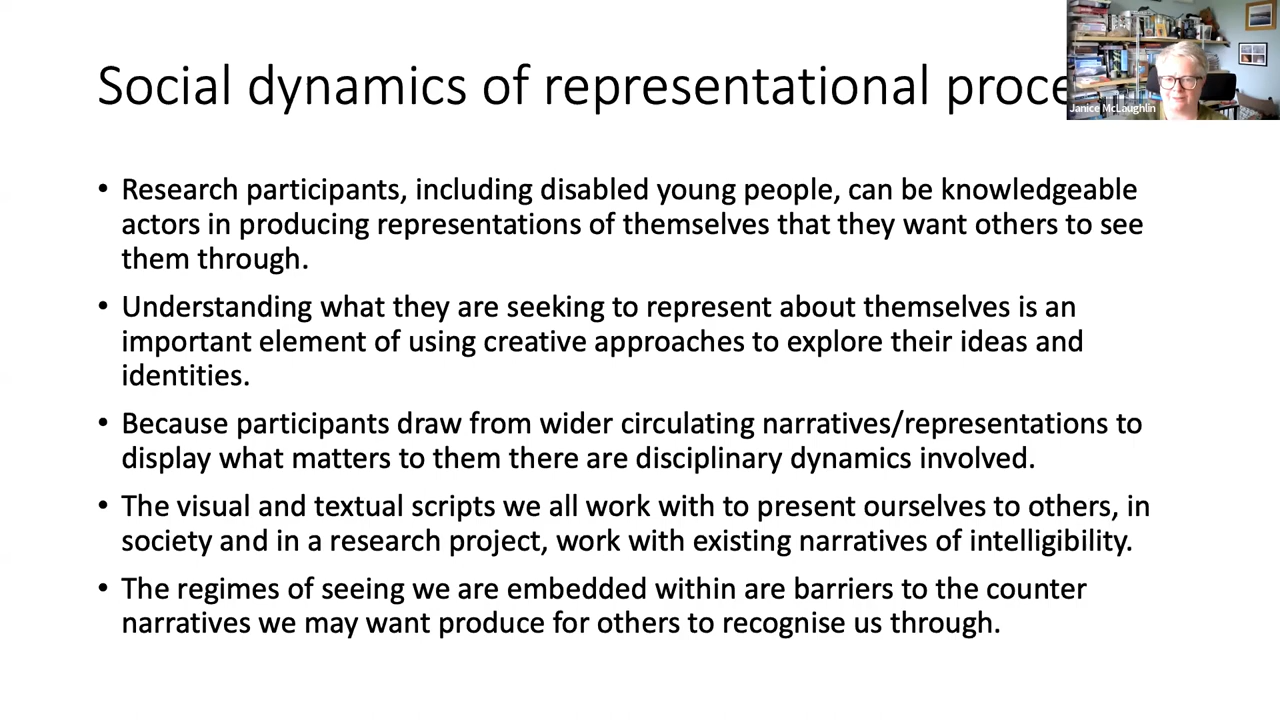 Social dynamics of representational proce
Janice McLaughlin
• Research participants, including disabled young people, can be knowledgeable
actors in producing representations of themselves that they want others to see
them through.
• Understanding what they are seeking to represent about themselves is an
important element of using creative approaches to explore their ideas and
identities.
• Because participants draw from wider circulating narratives/representations to
display what matters to them there are disciplinary dynamics involved.
• The visual and textual scripts we all work with to present ourselves to others, in
society and in a research project, work with existing narratives of intelligibility.
• The regimes of seeing we are embedded within are barriers to the counter
narratives we may want produce for others to recognise us through.